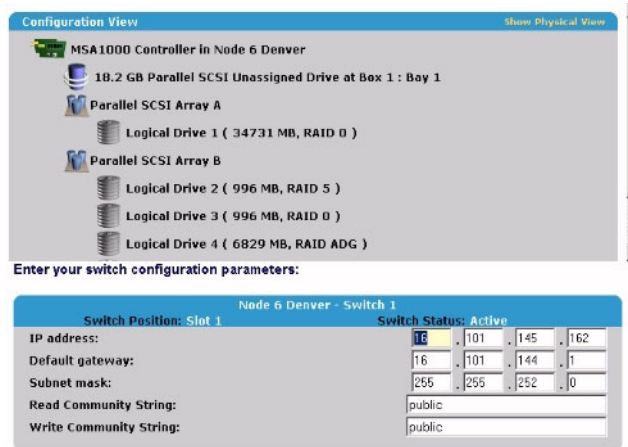 Configuration View Show Physical View
MSA1000 Controller in Node 6 Denver
18.2 GB Parallel SCSI Unassigned Drive at Box 1 : Bay 1
Parallel SCSI Array A
Logical Drive 1 ( 34731 MB, RAID 0 )
Parallel SCSI Array B
Logical Drive 2 ( 996 MB, RAID 5 )
Logical Drive 3 ( 996 MB, RAID 0 )
Logical Drive 4 ( 6829 MB, RAID ADG )
Enter your switch configuration parameters:
Node 6 Denver - Switch 1
Switch Position: Slot 1 Switch Status: Active
IP address: 16 . 101 . 145 . 162
Default gateway: 16 . 101 . 144 . 1
Subnet mask: 255 . 255 . 252 . 0
Read Community String: public
Write Community String: public